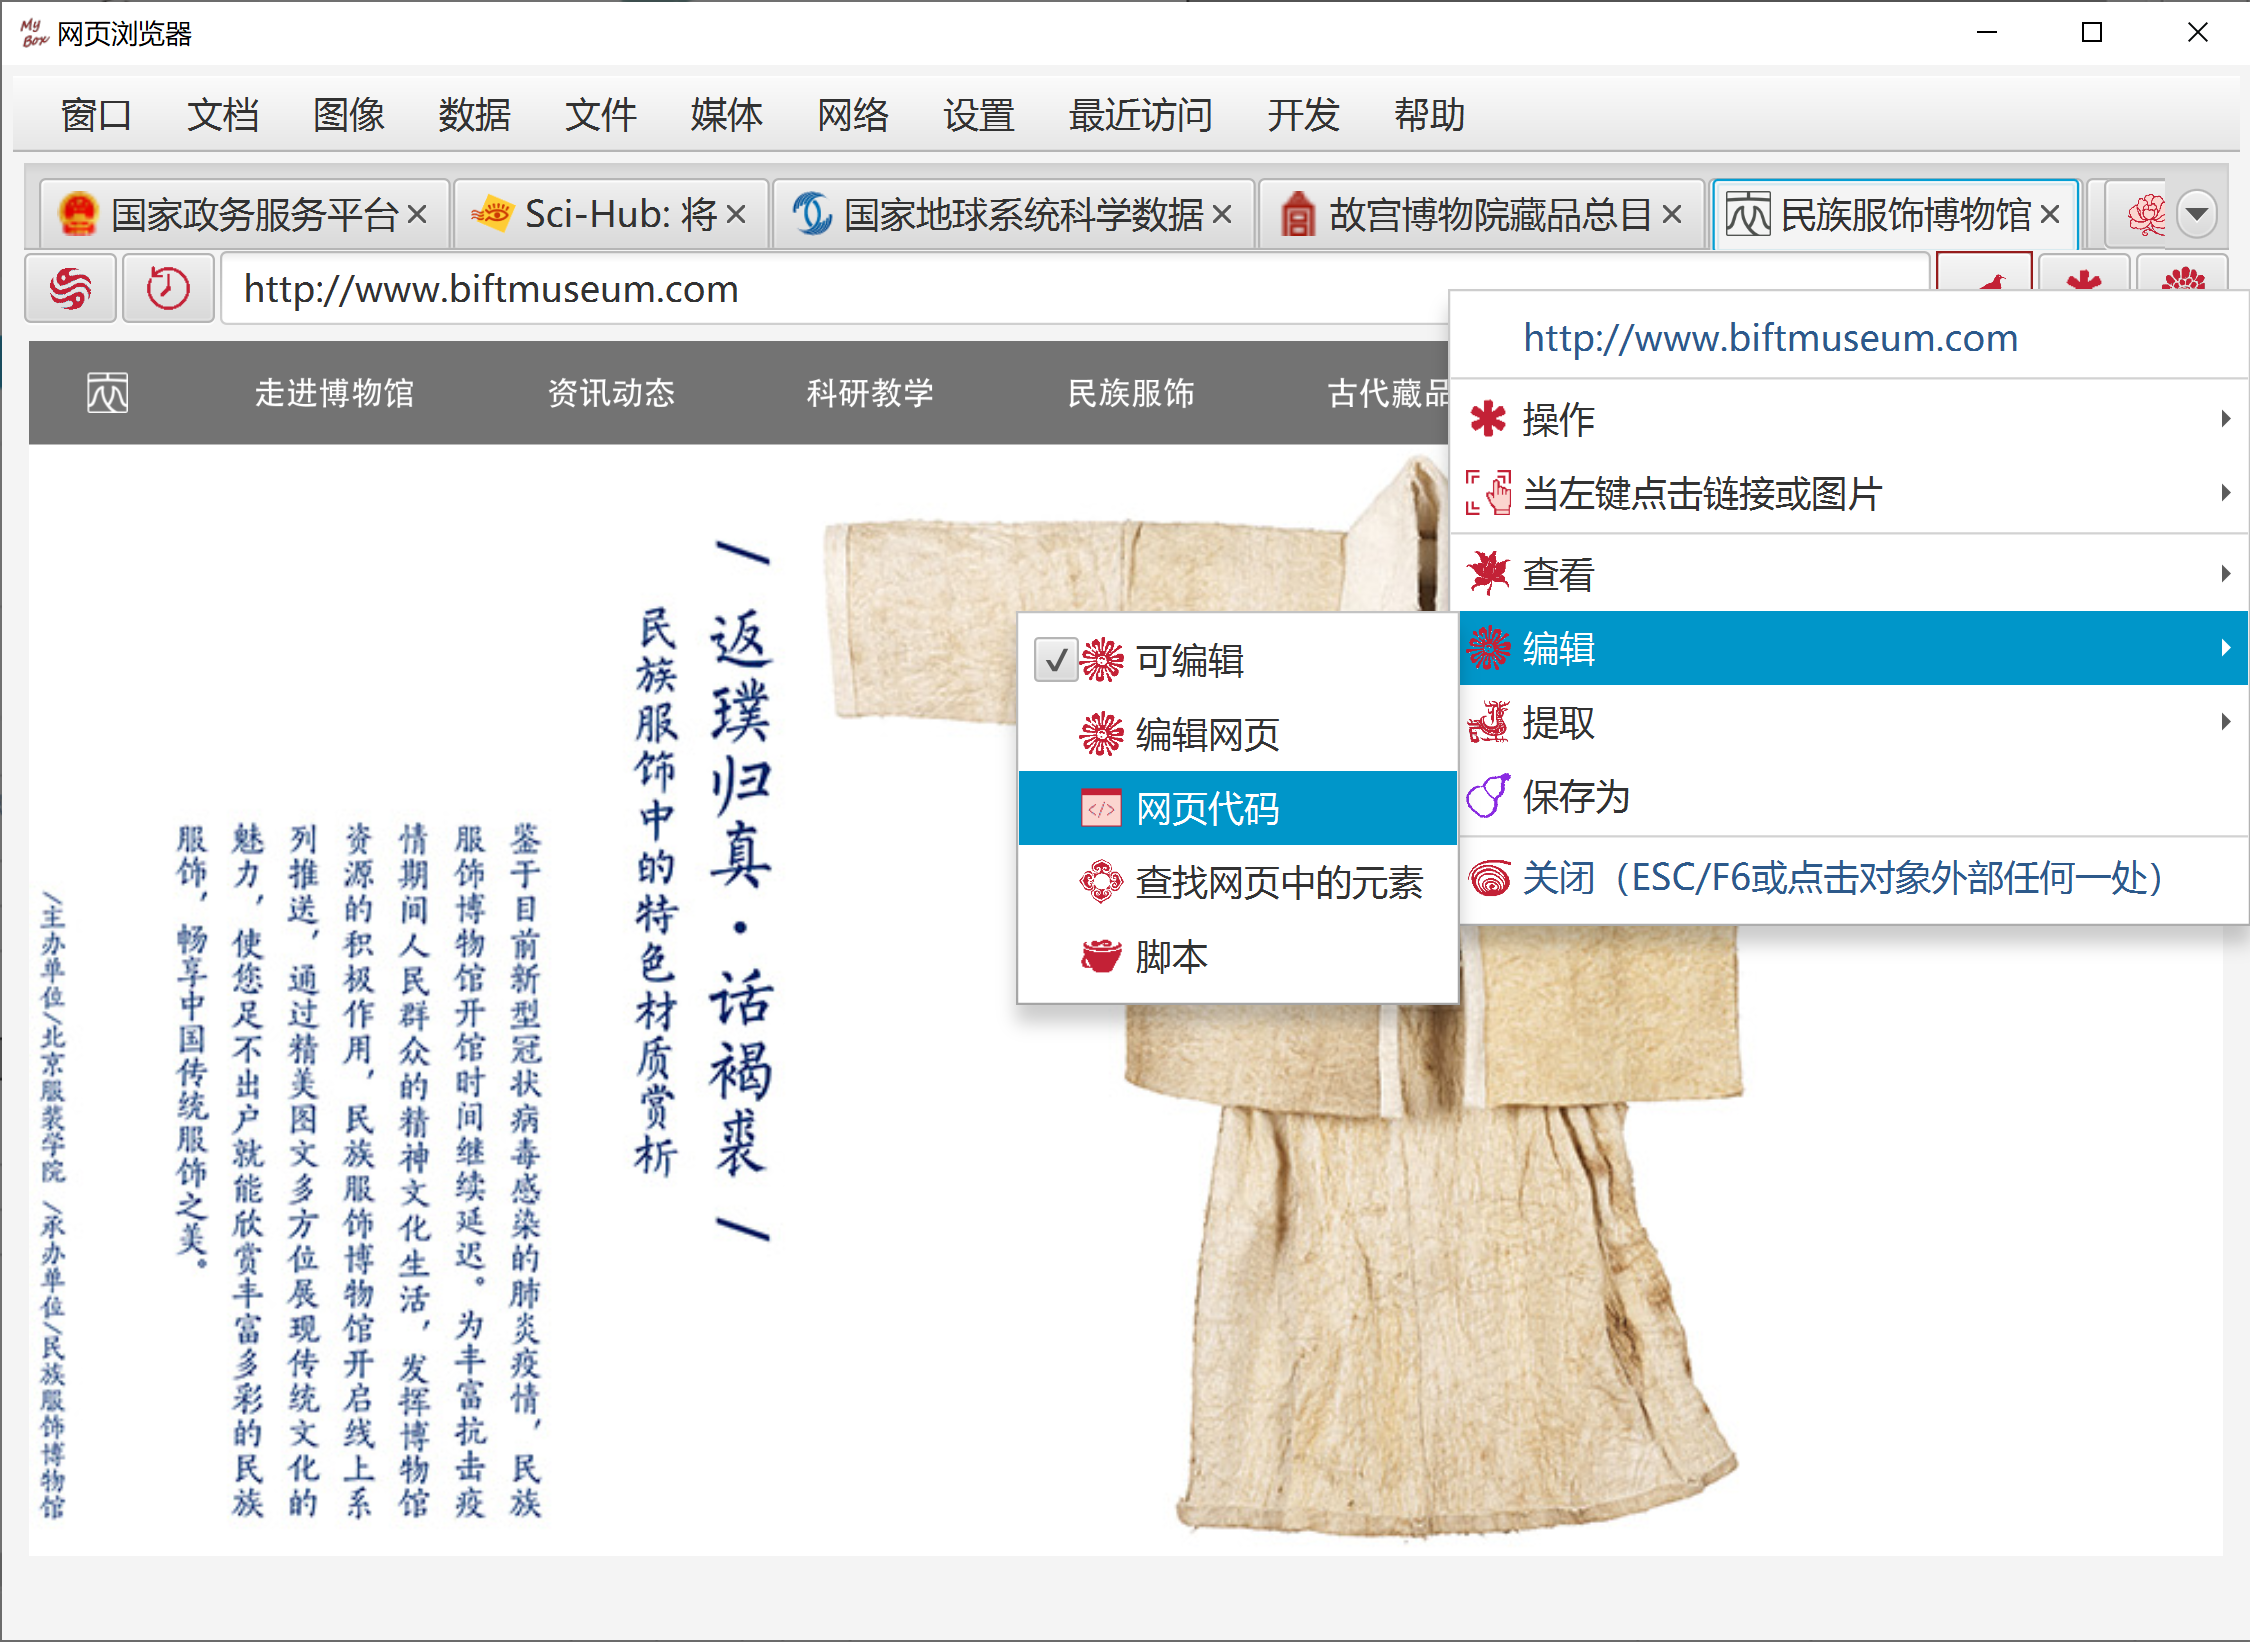 My Box 网页浏览器
窗口 文档 图像 数据 文件 媒体 网络 设置 最近访问 开发 帮助
国家政务服务平台 Sci-Hub: 将 国家地球系统科学数据 故宫博物院藏品总目 民族服饰博物馆
http://www.biftmuseum.com
走进博物馆 资讯动态 科研教学 民族服饰 古代藏品
http://www.biftmuseum.com
操作
当左键点击链接或图片
查看
编辑
提取
保存为
关闭（ESC/F6或点击对象外部任何一处）
可编辑
编辑网页
</> 网页代码
查找网页中的元素
脚本
返璞归真·话褐裘
民族服饰中的特色材质赏析
鉴于目前新型冠状病毒感染的肺炎疫情，民族
服饰博物馆开馆时间继续延迟。为丰富抗击疫
情期间人民群众的精神文化生活，发挥博物馆
资源的积极作用，民族服饰博物馆开启线上系
列推送，通过精美图文多方位展现传统文化的
魅力，使您足不出户就能欣赏丰富多彩的民族
服饰，畅享中国传统服饰之美。
/主办单位/北京服装学院 /承办单位/民族服饰博物馆